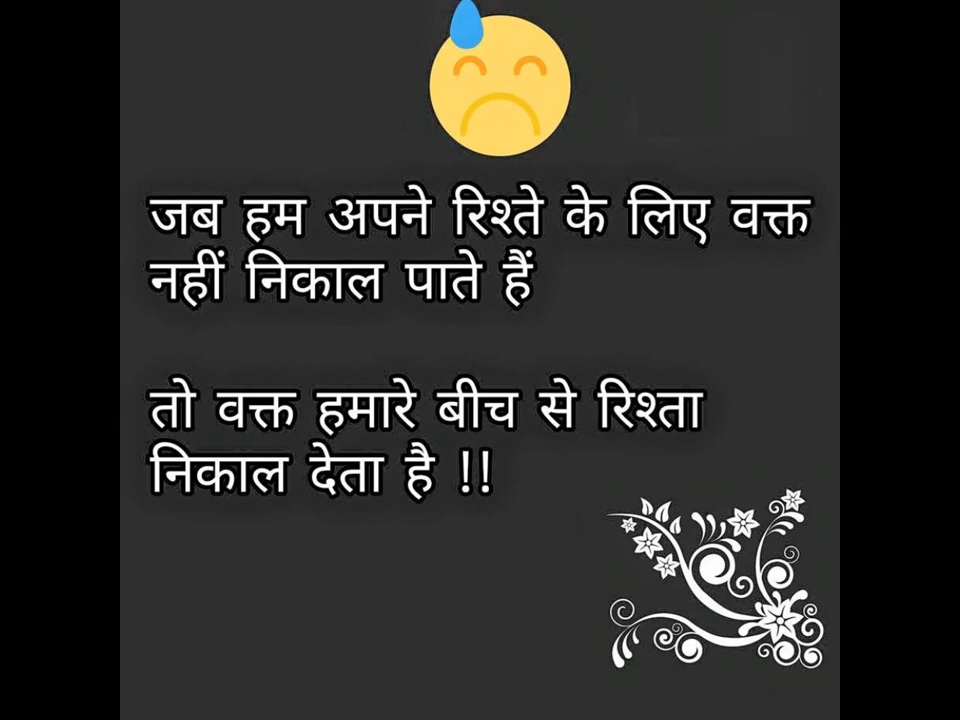 जब हम अपने रिश्ते के लिए वक्त
नहीं निकाल पाते हैं
तो वक्त हमारे बीच से रिश्ता
निकाल देता है !!